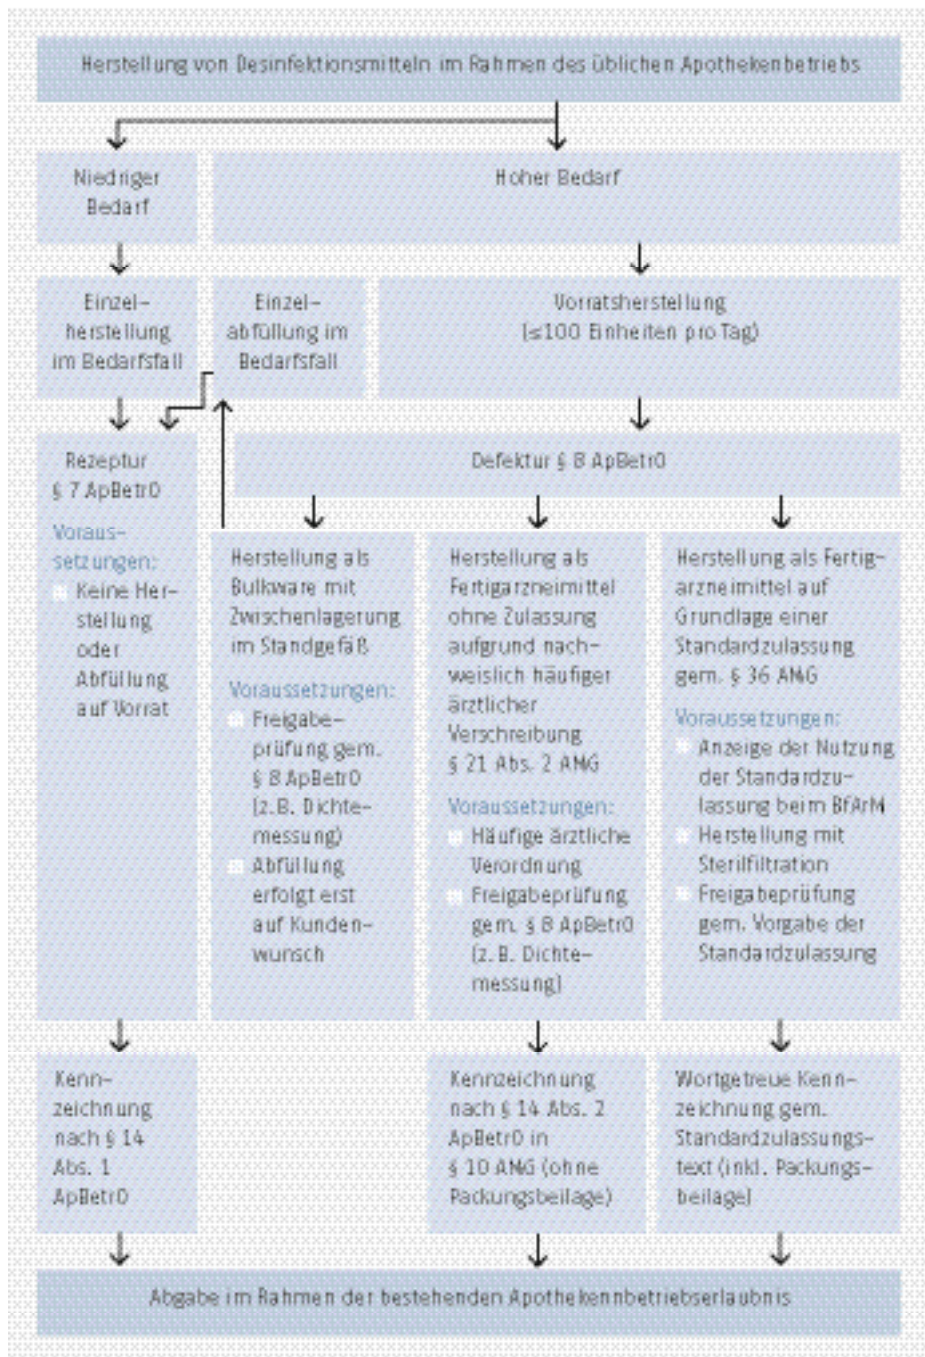 Herstellung von Desinfektionsmitteln im Rahmen des üblichen Apothekenbetriebs
Niedriger
Bedarf
Hoher Bedarf
Einzel–
herstellung
im Bedarfsfall
Einzel–
abfüllung im
Bedarfsfall
Vorratsherstellung
(≤100 Einheiten pro Tag)
Rezeptur
§ 7 ApBetrO
Voraus–
setzungen:
Keine Her–
stellung
oder
Abfüllung
auf Vorrat
Defektur § 8 ApBetrO
Herstellung als
Bulkware mit
Zwischenlagerung
im Standgefäß
Voraussetzungen:
Freigabe–
prüfung gem.
§ 8 ApBetrO
(z.B. Dichte–
messung)
Abfüllung
erfolgt erst
auf Kunden–
wunsch
Herstellung als
Fertigarzneimittel
ohne Zulassung
aufgrund nach–
weislich häufiger
ärztlicher
Verschreibung
§ 21 Abs. 2 AMG
Voraussetzungen:
Häufige ärztliche
Verordnung
Freigabeprüfung
gem. § 8 ApBetrO
(z. B. Dichte–
messung)
Herstellung als Fertig–
arzneimittel auf
Grundlage einer
Standardzulassung
gem. § 36 AMG
Voraussetzungen:
Anzeige der Nutzung
der Standardzu–
lassung beim BfArM
Herstellung mit
Sterilfiltration
Freigabeprüfung
gem. Vorgabe der
Standardzulassung
Kenn–
zeichnung
nach § 14
Abs. 1
ApBetrO
Kennzeichnung
nach § 14 Abs. 2
ApBetrO in
§ 10 AMG (ohne
Packungsbeilage)
Wortgetreue Kenn–
zeichnung gem.
Standardzulassungs–
text (inkl. Packungs–
beilage)
Abgabe im Rahmen der bestehenden Apothekennbetriebserlaubnis